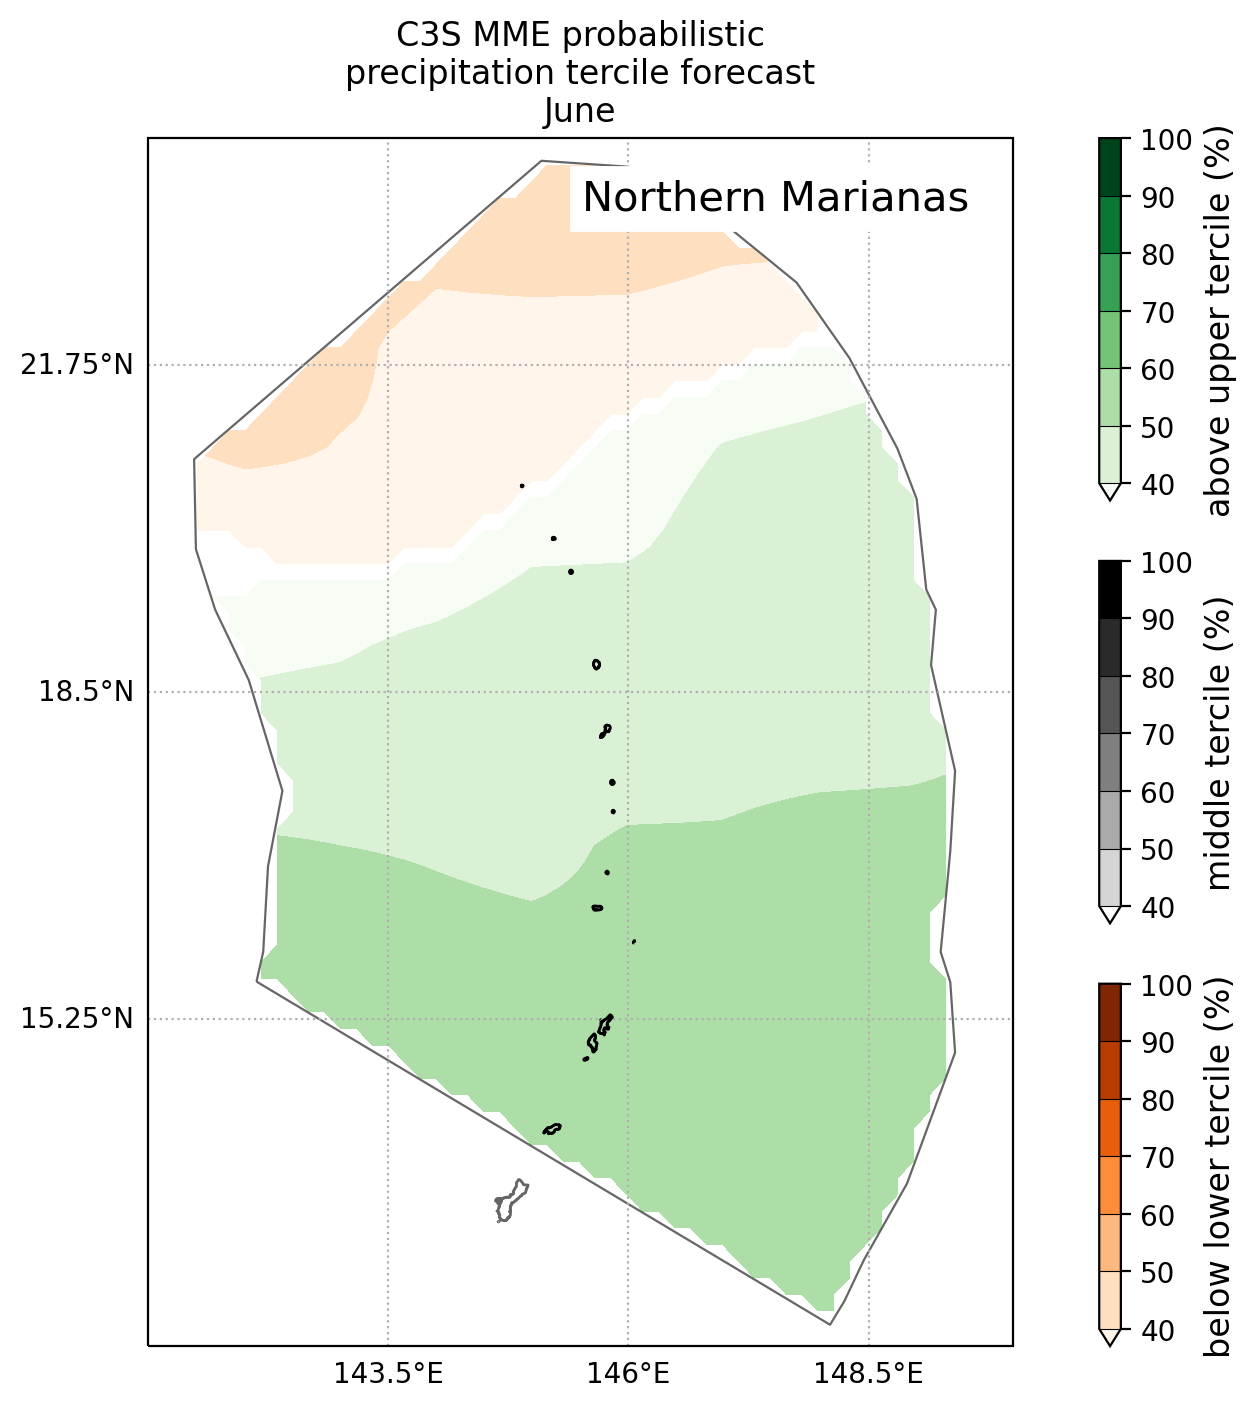 C3S MME probabilistic
precipitation tercile forecast
June
Northern Marianas
21.75°N
18.5°N
15.25°N
143.5°E
146°E
148.5°E
100
90
80
70
60
50
40
above upper tercile (%)
100
90
80
70
60
50
40
middle tercile (%)
100
90
80
70
60
50
40
below lower tercile (%)